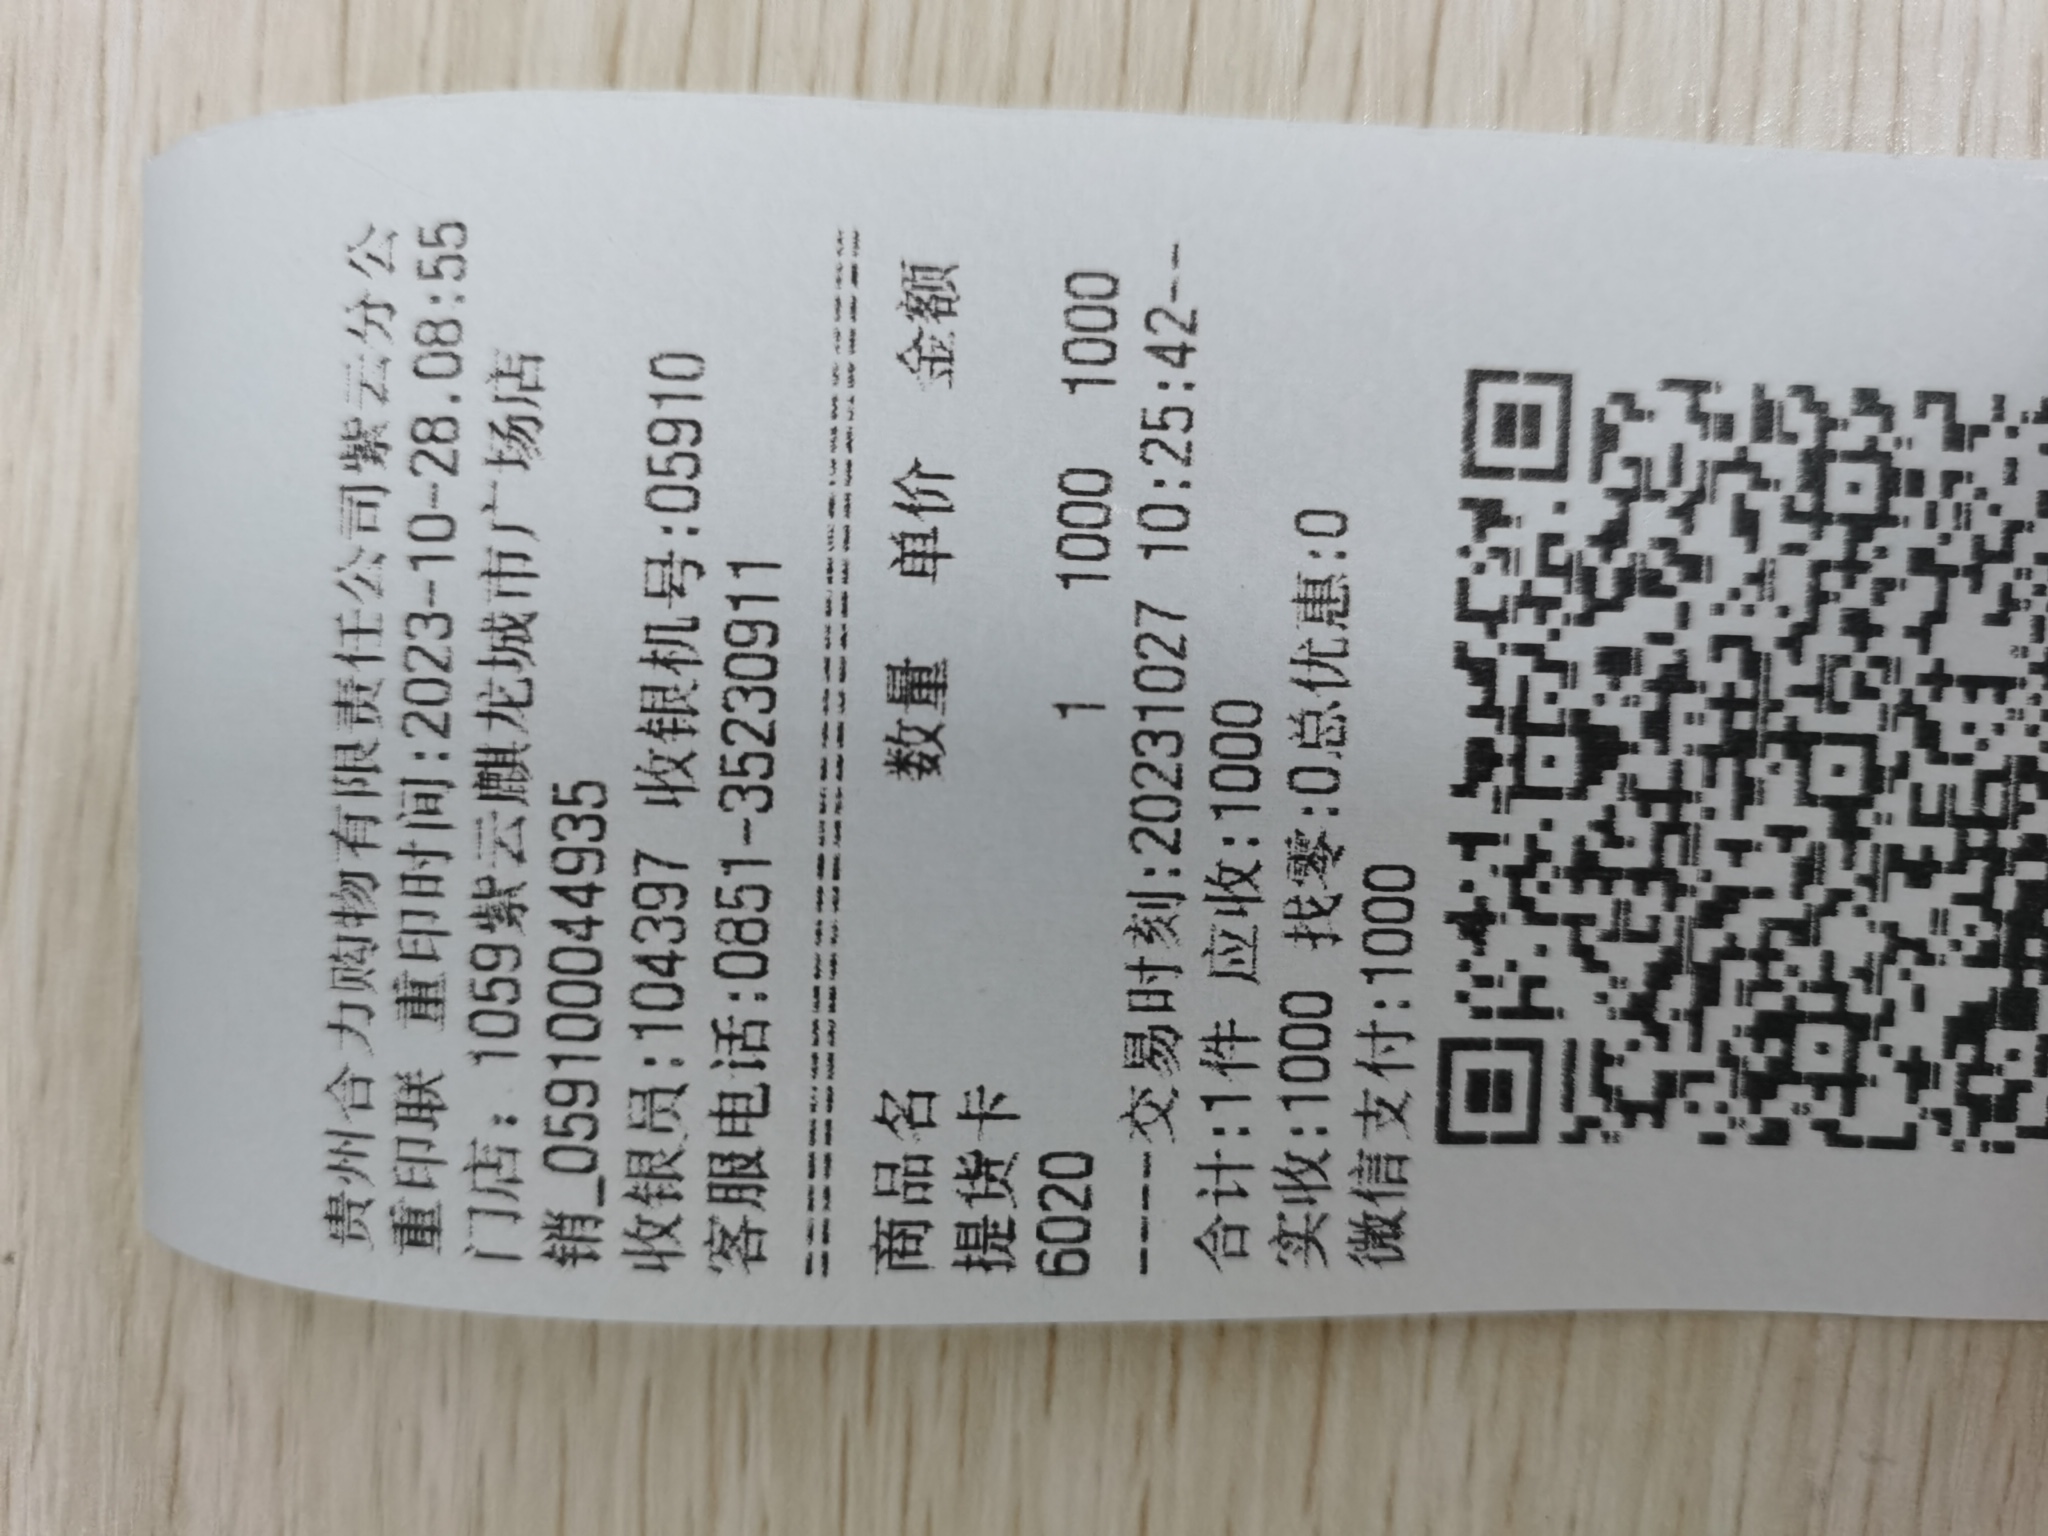 贵州合力购物有限责任公司紫云分公
重印联 重印时间:2023-10-28.08:55
门店: 1059紫云麒龙城市广场店
销_059100044935
收银员:104397 收银机号:05910
客服电话:0851-35230911
==========================
商品名 数量 单价 金额
提货卡
6020 1 1000 1000
-----交易时刻:20231027 10:25:42--
合计:1件 应收:1000
实收:1000 找零:0总优惠:0
微信支付:1000